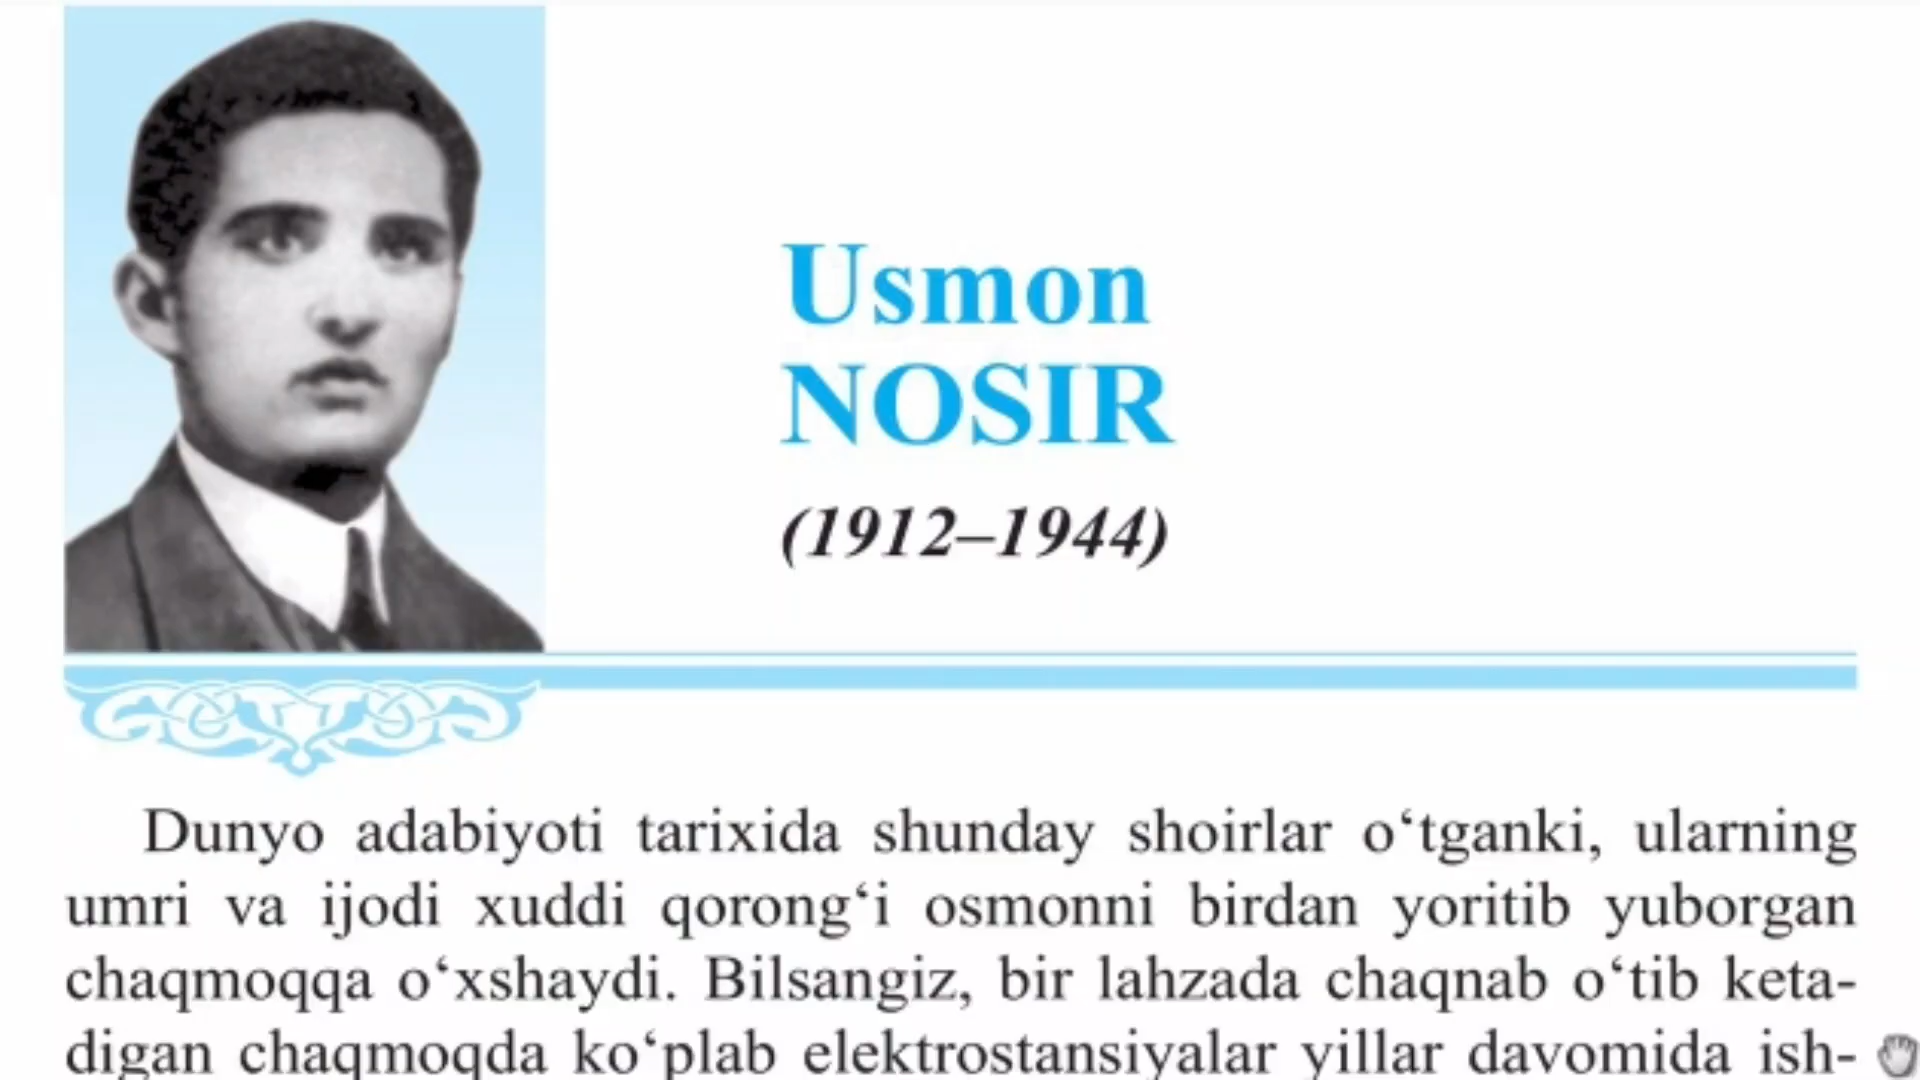 Usmon
NOSIR
(1912–1944)
Dunyo adabiyoti tarixida shunday shoirlar o‘tganki, ularning
umri va ijodi xuddi qorong‘i osmonni birdan yoritib yuborgan
chaqmoqqa o‘xshaydi. Bilsangiz, bir lahzada chaqnab o‘tib keta-
digan chaqmoqda ko‘plab elektrostansiyalar yillar davomida ish-